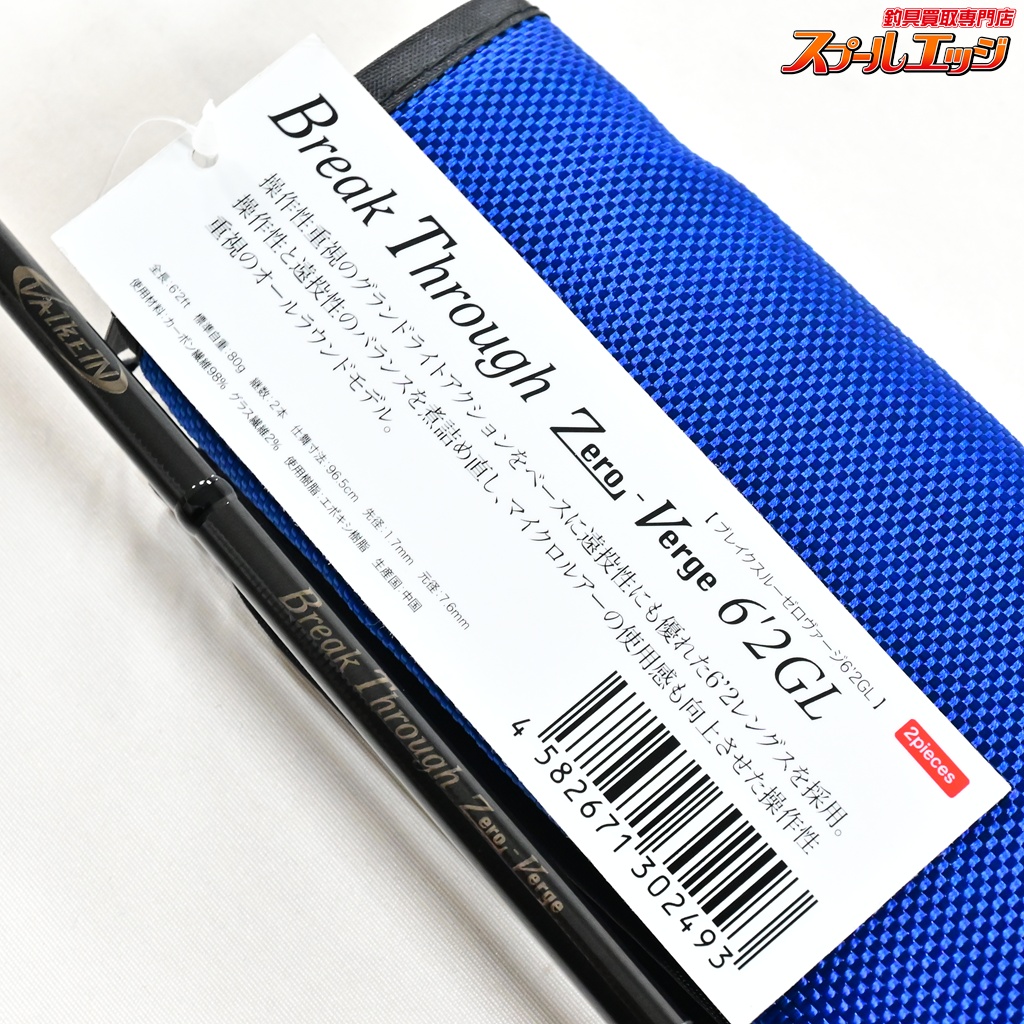 釣具買取専門店
スプールエッジ
Break Through Zero, - Verge 6'2GL
【ブレイクスルーゼロヴァージ6'2GL】
2pieces
操作性重視のグランドライトアクションをベースに遠投性にも優れた6'2レングスを採用。
操作性と遠投性のバランスを煮詰め直し、マイクロルアーの使用感も向上させた操作性
重視のオールラウンドモデル。
全長:6'2ft 標準自重:80g 継数:2本 仕舞寸法:96.5cm 先径:1.7mm 元径:7.6mm
使用材料 カーボン繊維98% グラス繊維2% 使用樹脂:エポキシ樹脂 生産国:中国
4 582671 302493
VALKEIN
Break Through Zero, - Verge